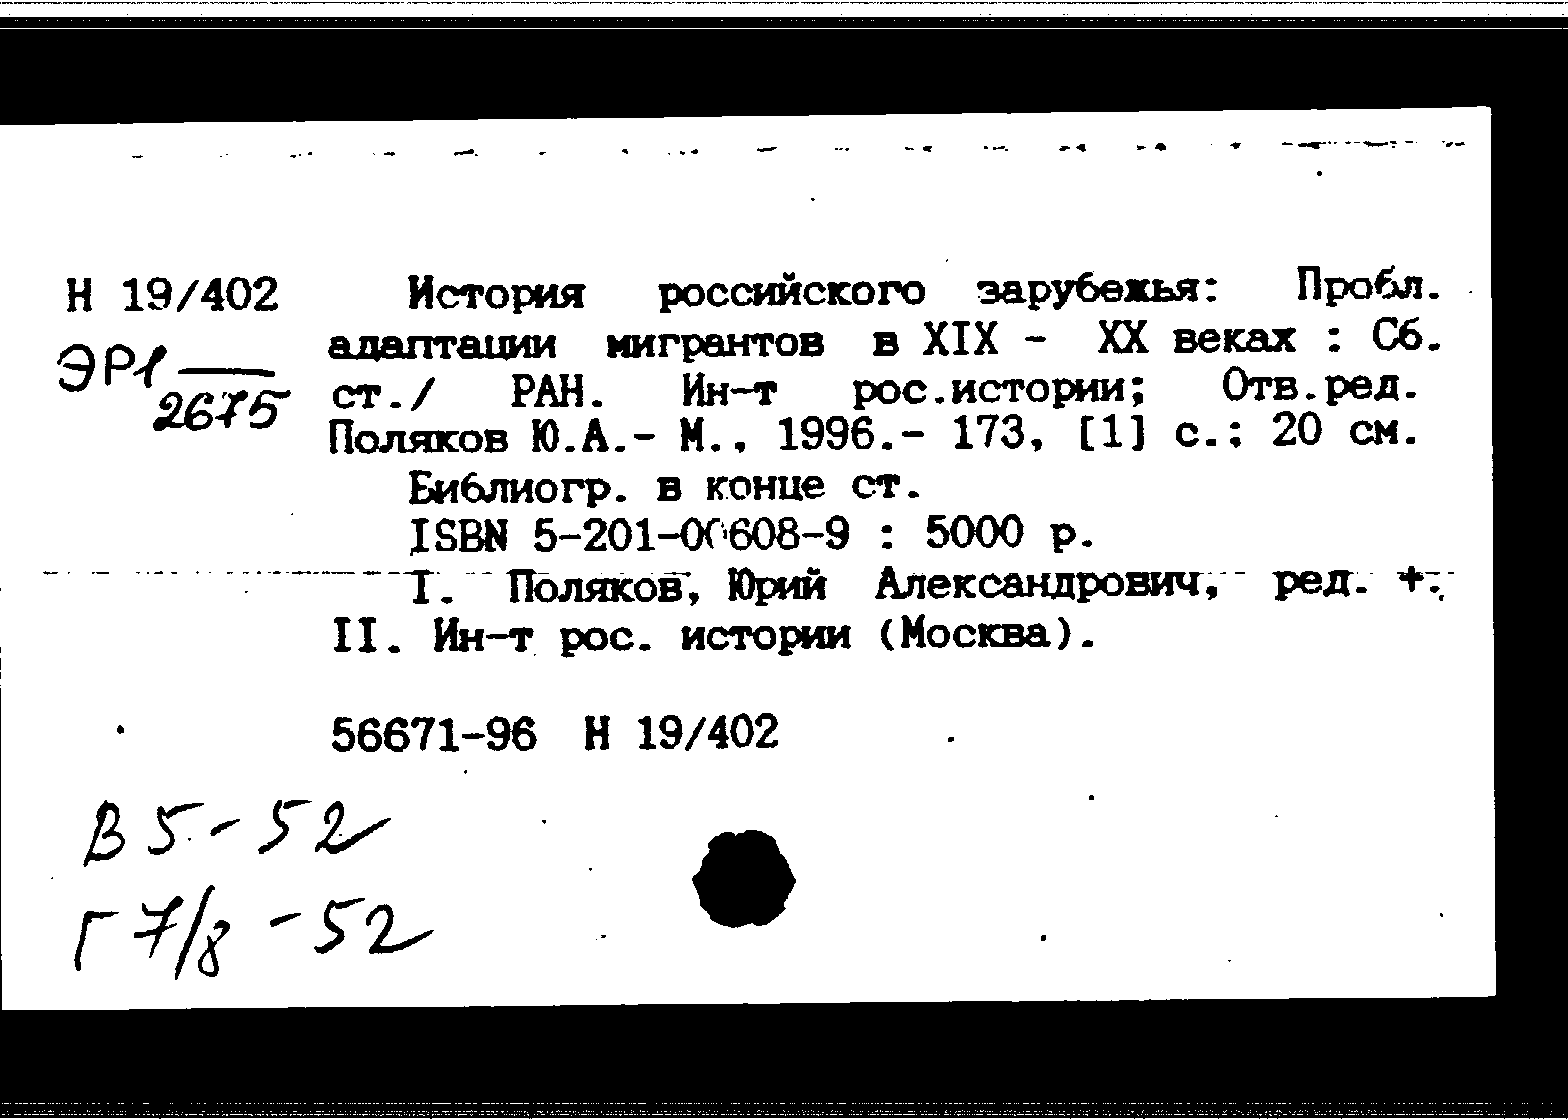 Н 19/402
ЭР1 —
2675
История российского зарубежья: Пробл.
адаптации мигрантов в XIX - XX веках : Сб.
ст./ РАН. Ин-т рос.истории; Отв.ред.
Поляков Ю.А.- М., 1996.- 173, [1] с.; 20 см.
Библиогр. в конце ст.
ISBN 5-201-00608-9 : 5000 р.
I. Поляков, Юрий Александрович, ред. +.
II. Ин-т рос. истории (Москва).
56671-96 Н 19/402
В 5 - 52
Г 7/8 - 52